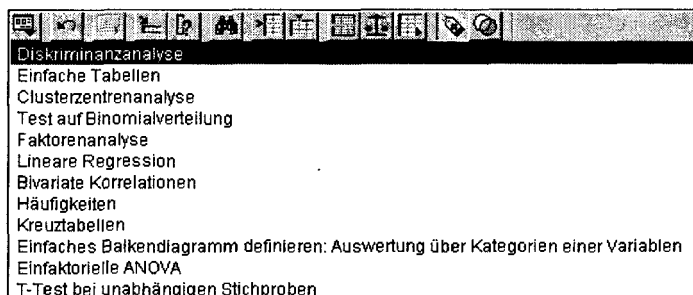 Diskriminanzanalyse
Einfache Tabellen
Clusterzentrenanalyse
Test auf Binomialverteilung
Faktorenanalyse
Lineare Regression
Bivariate Korrelationen
Häufigkeiten
Kreuztabellen
Einfaches Balkendiagramm definieren: Auswertung über Kategorien einer Variablen
Einfaktorielle ANOVA
T-Test bei unabhängigen Stichproben